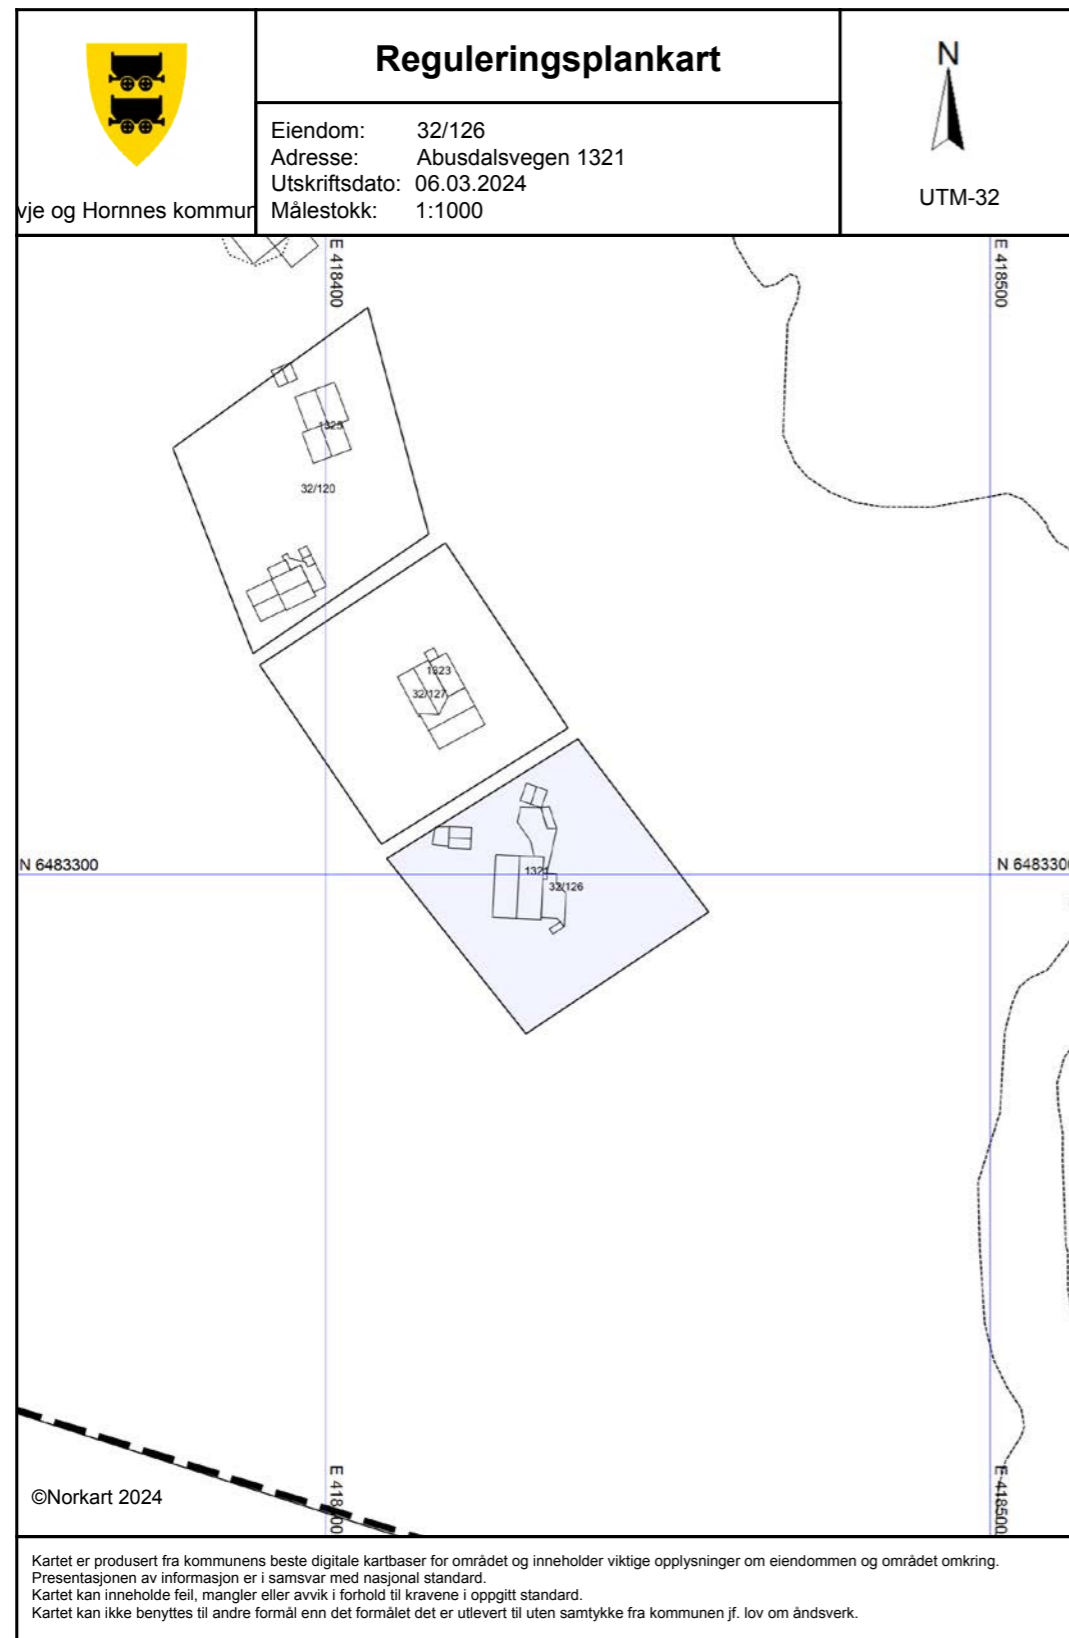 Reguleringsplankart
Eiendom: 32/126
Adresse: Abusdalsvegen 1321
Utskriftsdato: 06.03.2024
Målestokk: 1:1000
vje og Hornnes kommun
N
UTM-32
E 418400
E 418500
1325
32/120
1323
32/127
N 6483300
N 6483300
1321
32/126
E 418400
E 418500
©Norkart 2024
Kartet er produsert fra kommunens beste digitale kartbaser for området og inneholder viktige opplysninger om eiendommen og området omkring.
Presentasjonen av informasjon er i samsvar med nasjonal standard.
Kartet kan inneholde feil, mangler eller avvik i forhold til kravene i oppgitt standard.
Kartet kan ikke benyttes til andre formål enn det formålet det er utlevert til uten samtykke fra kommunen jf. lov om åndsverk.